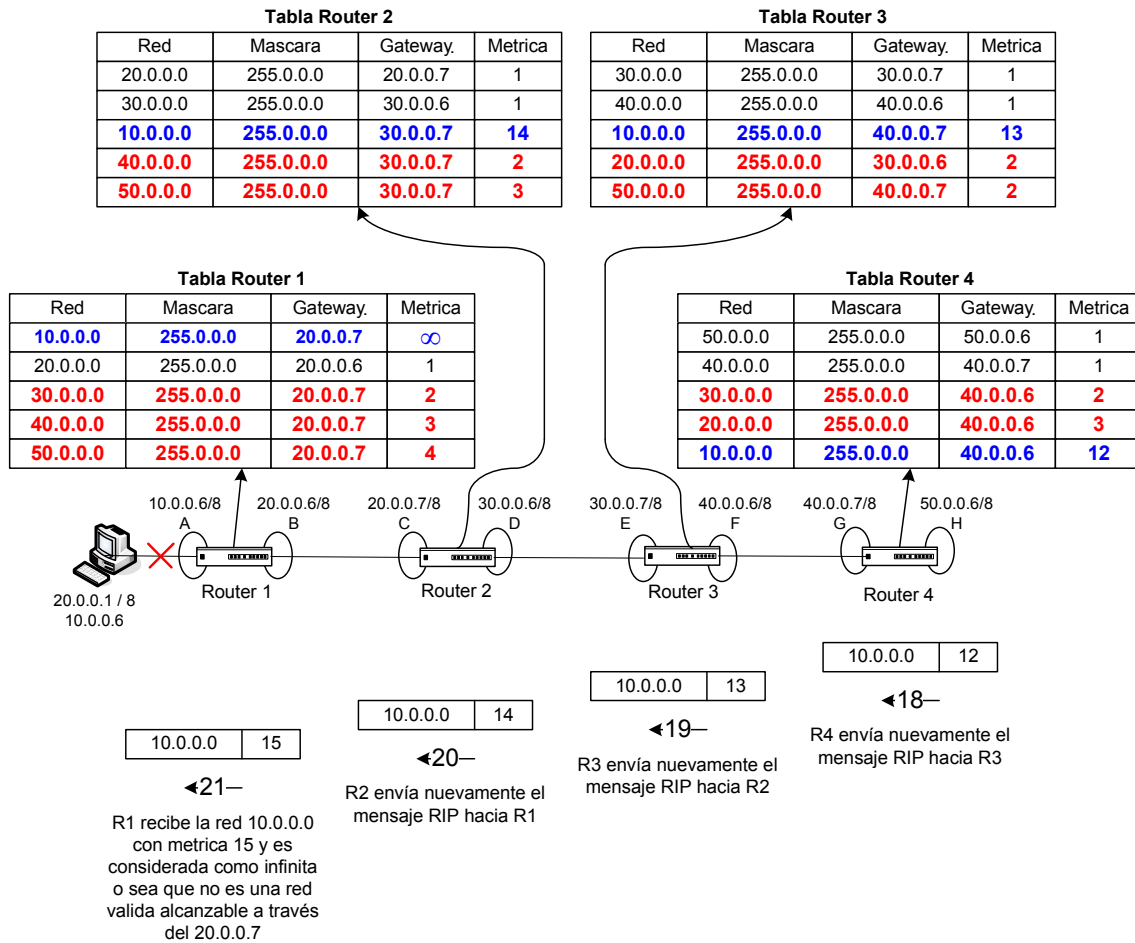 Tabla Router 2
Red Mascara Gateway. Metrica
20.0.0.0 255.0.0.0 20.0.0.7 1
30.0.0.0 255.0.0.0 30.0.0.6 1
10.0.0.0 255.0.0.0 30.0.0.7 14
40.0.0.0 255.0.0.0 30.0.0.7 2
50.0.0.0 255.0.0.0 30.0.0.7 3
Tabla Router 3
Red Mascara Gateway. Metrica
30.0.0.0 255.0.0.0 30.0.0.7 1
40.0.0.0 255.0.0.0 40.0.0.6 1
10.0.0.0 255.0.0.0 40.0.0.7 13
20.0.0.0 255.0.0.0 30.0.0.6 2
50.0.0.0 255.0.0.0 40.0.0.7 2
Tabla Router 1
Red Mascara Gateway. Metrica
10.0.0.0 255.0.0.0 20.0.0.7 ∞
20.0.0.0 255.0.0.0 20.0.0.6 1
30.0.0.0 255.0.0.0 20.0.0.7 2
40.0.0.0 255.0.0.0 20.0.0.7 3
50.0.0.0 255.0.0.0 20.0.0.7 4
Tabla Router 4
Red Mascara Gateway. Metrica
50.0.0.0 255.0.0.0 50.0.0.6 1
40.0.0.0 255.0.0.0 40.0.0.7 1
30.0.0.0 255.0.0.0 40.0.0.6 2
20.0.0.0 255.0.0.0 40.0.0.6 3
10.0.0.0 255.0.0.0 40.0.0.6 12
10.0.0.6/8 20.0.0.6/8 20.0.0.7/8 30.0.0.6/8 30.0.0.7/8 40.0.0.6/8 40.0.0.7/8 50.0.0.6/8
A B C D E F G H
Router 1 Router 2 Router 3 Router 4
20.0.0.1 / 8
10.0.0.6
10.0.0.0 12
18
R4 envía nuevamente el
mensaje RIP hacia R3
10.0.0.0 13
19
R3 envía nuevamente el
mensaje RIP hacia R2
10.0.0.0 14
20
R2 envía nuevamente el
mensaje RIP hacia R1
10.0.0.0 15
21
R1 recibe la red 10.0.0.0
con metrica 15 y es
considerada como infinita
o sea que no es una red
valida alcanzable a través
del 20.0.0.7